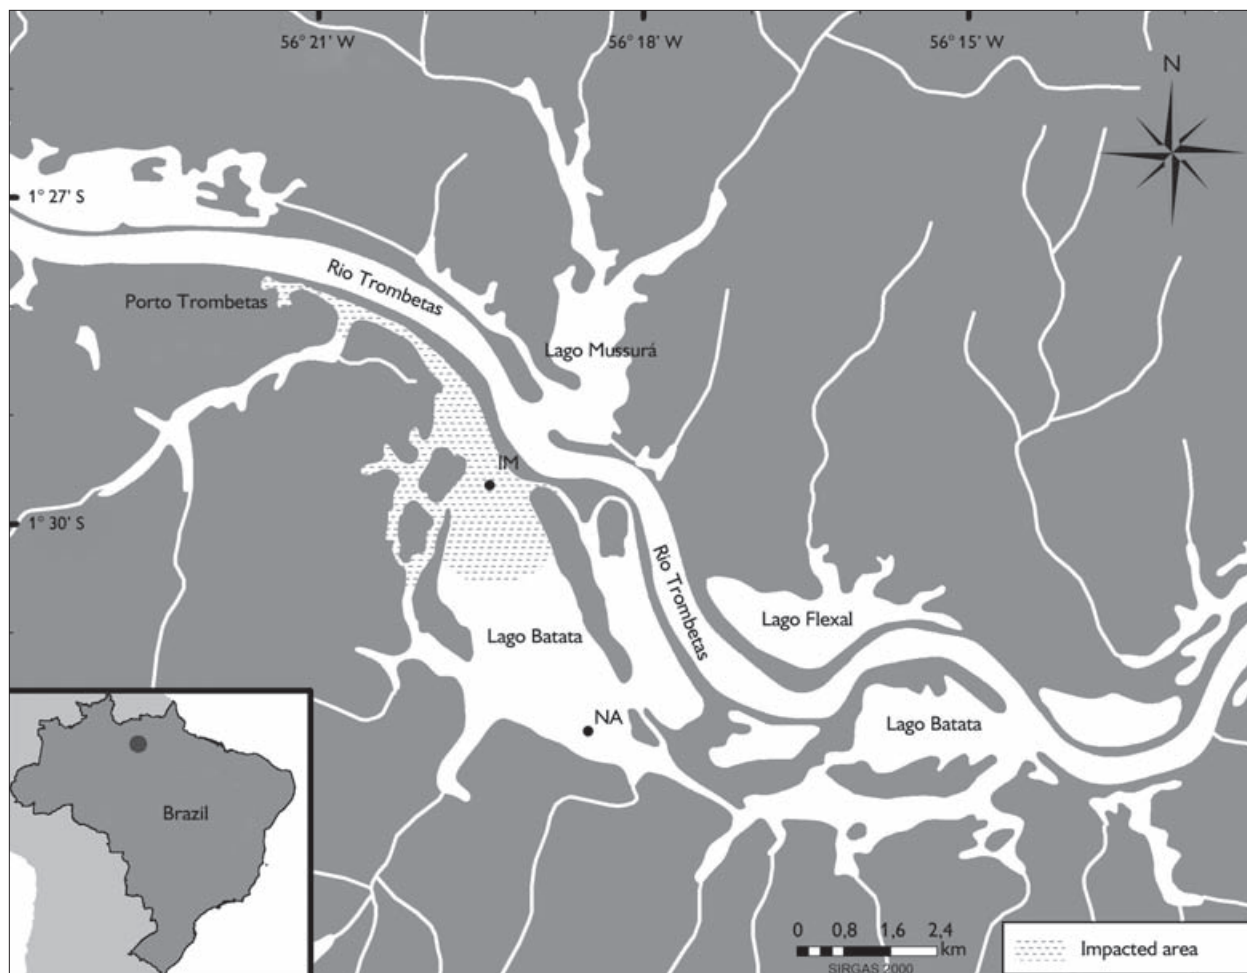 56° 21' W
56° 18' W
56° 15' W
N
1° 27' S
Rio Trombetas
Porto Trombetas
Lago Mussurá
IM
1° 30' S
Rio Trombetas
Lago Flexal
Lago Batata
NA
Lago Batata
Brazil
0 0,8 1,6 2,4
km
SIRGAS 2000
Impacted area